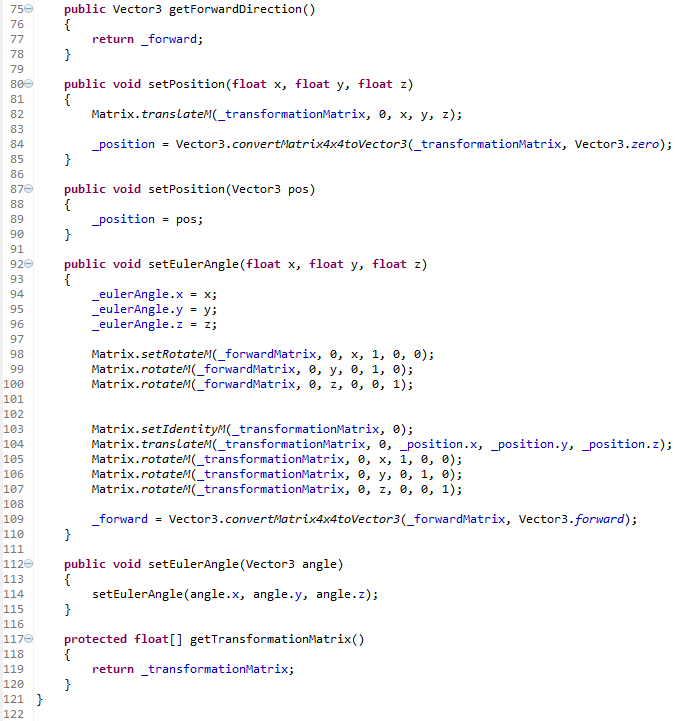 75 public Vector3 getForwardDirection()
76 {
77 return _forward;
78 }
79
80 public void setPosition(float x, float y, float z)
81 {
82 Matrix.translateM(_transformationMatrix, 0, x, y, z);
83
84 _position = Vector3.convertMatrix4x4toVector3(_transformationMatrix, Vector3.zero);
85 }
86
87 public void setPosition(Vector3 pos)
88 {
89 _position = pos;
90 }
91
92 public void setEulerAngle(float x, float y, float z)
93 {
94 _eulerAngle.x = x;
95 _eulerAngle.y = y;
96 _eulerAngle.z = z;
97
98 Matrix.setRotateM(_forwardMatrix, 0, x, 1, 0, 0);
99 Matrix.rotateM(_forwardMatrix, 0, y, 0, 1, 0);
100 Matrix.rotateM(_forwardMatrix, 0, z, 0, 0, 1);
101
102
103 Matrix.setIdentityM(_transformationMatrix, 0);
104 Matrix.translateM(_transformationMatrix, 0, _position.x, _position.y, _position.z);
105 Matrix.rotateM(_transformationMatrix, 0, x, 1, 0, 0);
106 Matrix.rotateM(_transformationMatrix, 0, y, 0, 1, 0);
107 Matrix.rotateM(_transformationMatrix, 0, z, 0, 0, 1);
108
109 _forward = Vector3.convertMatrix4x4toVector3(_forwardMatrix, Vector3.forward);
110 }
111
112 public void setEulerAngle(Vector3 angle)
113 {
114 setEulerAngle(angle.x, angle.y, angle.z);
115 }
116
117 protected float[] getTransformationMatrix()
118 {
119 return _transformationMatrix;
120 }
121 }
122